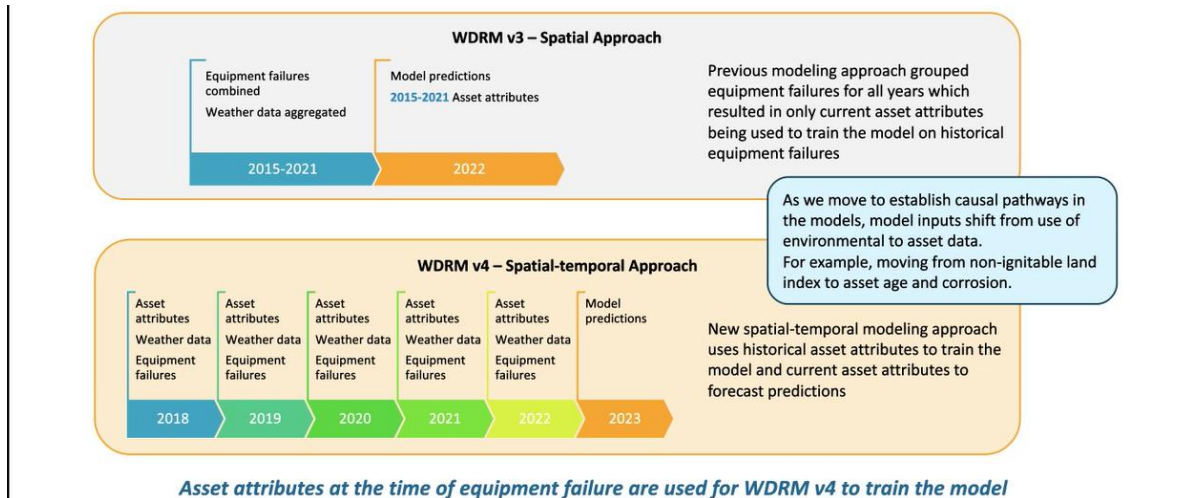 WDRM v3 – Spatial Approach
Equipment failures
combined
Weather data aggregated
Model predictions
2015-2021 Asset attributes
2015-2021
2022
Previous modeling approach grouped
equipment failures for all years which
resulted in only current asset attributes
being used to train the model on historical
equipment failures
As we move to establish causal pathways in
the models, model inputs shift from use of
environmental to asset data.
For example, moving from non-ignitable land
index to asset age and corrosion.
WDRM v4 – Spatial-temporal Approach
Asset
attributes
Weather data
Equipment
failures
2018
Asset
attributes
Weather data
Equipment
failures
2019
Asset
attributes
Weather data
Equipment
failures
2020
Asset
attributes
Weather data
Equipment
failures
2021
Asset
attributes
Weather data
Equipment
failures
2022
Model
predictions
2023
New spatial-temporal modeling approach
uses historical asset attributes to train the
model and current asset attributes to
forecast predictions
Asset attributes at the time of equipment failure are used for WDRM v4 to train the model